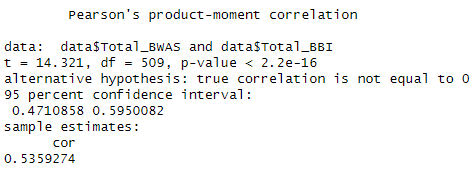 Pearson's product-moment correlation
data:  data$Total_BWAS and data$Total_BBI
t = 14.321, df = 509, p-value < 2.2e-16
alternative hypothesis: true correlation is not equal to 0
95 percent confidence interval:
 0.4710858 0.5950082
sample estimates:
      cor
0.5359274